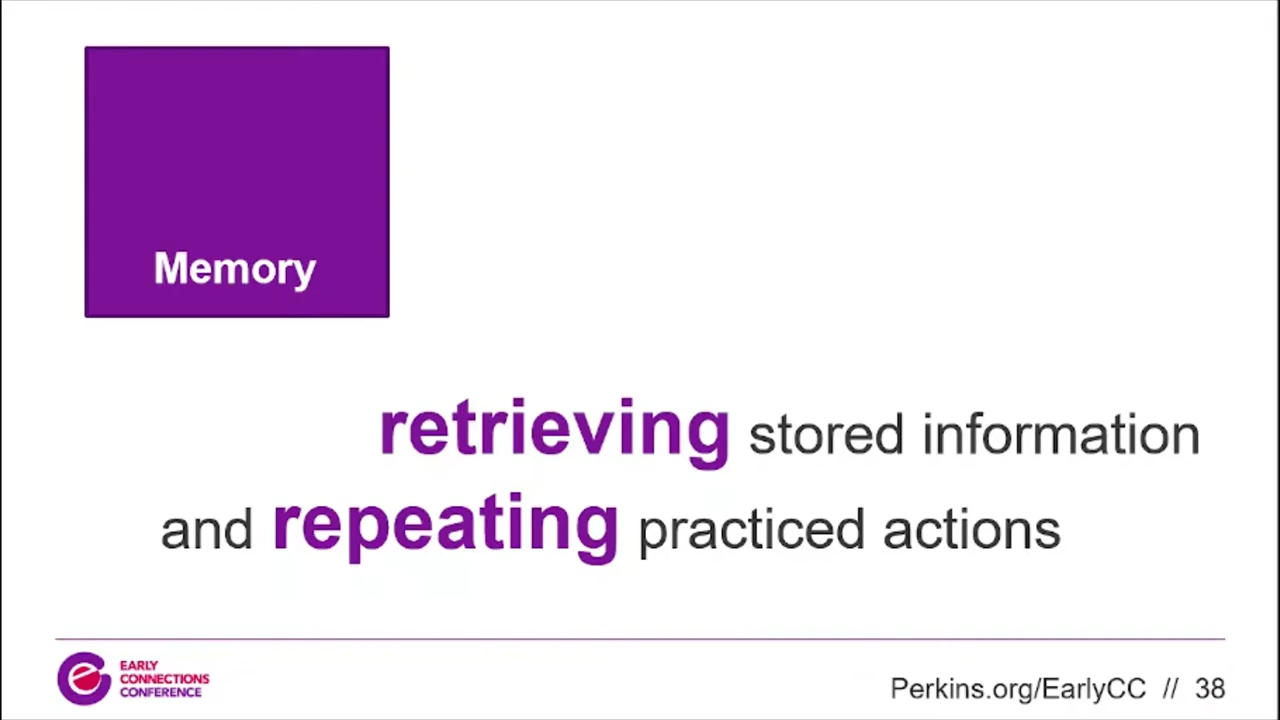 Memory
retrieving stored information
and repeating practiced actions
EARLY
CONNECTIONS
CONFERENCE
Perkins.org/EarlyCC // 38